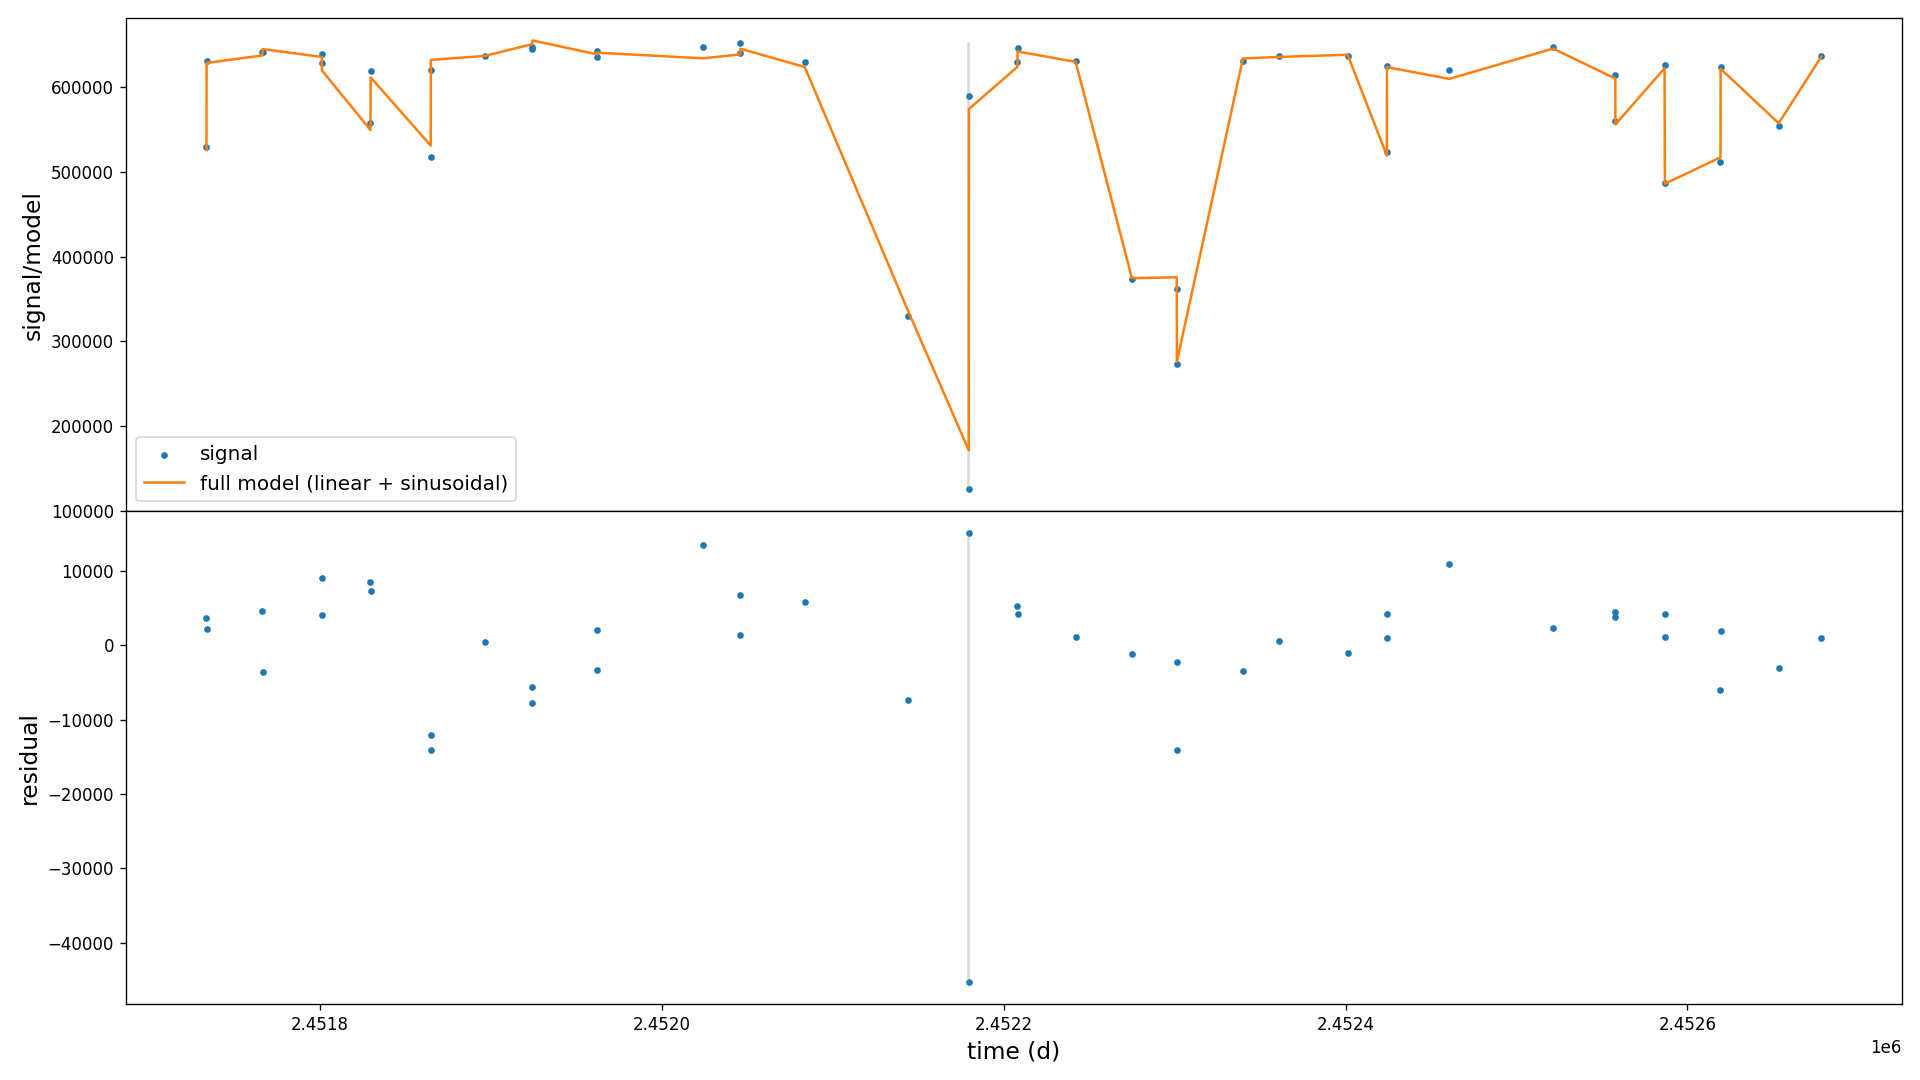 signal/model
600000
500000
400000
300000
200000
100000
signal
full model (linear + sinusoidal)
residual
10000
0
−10000
−20000
−30000
−40000
2.4518
2.4520
2.4522
2.4524
2.4526
time (d)
1e6